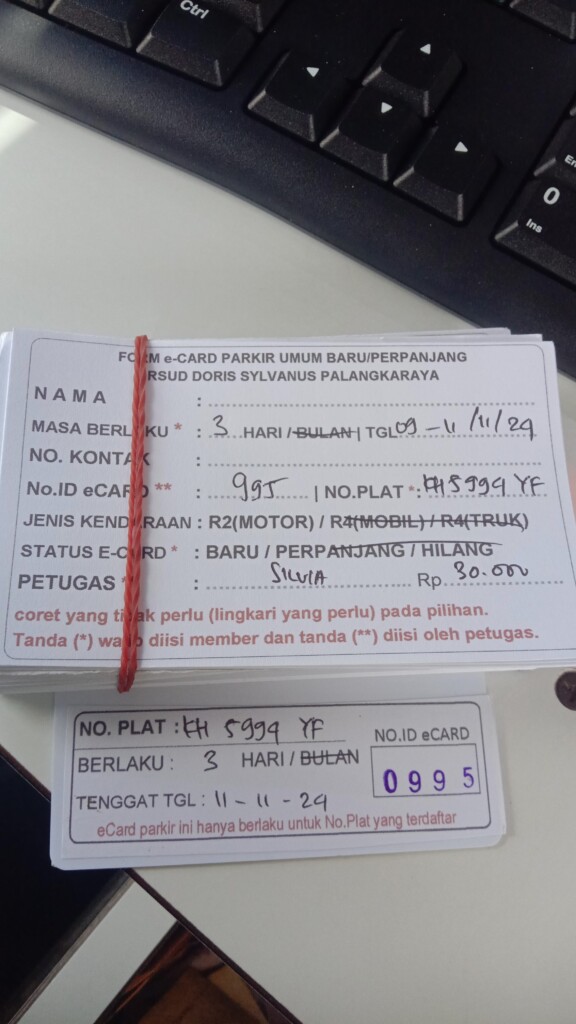 Ctrl
0
Ins
FORM e-CARD PARKIR UMUM BARU/PERPANJANG
RSUD DORIS SYLVANUS PALANGKARAYA
NAMA :
MASA BERLAKU * : 3 HARI / BULAN | TGL 09 - 11 /11/24
NO. KONTAK :
No.ID eCARD ** : 995 | NO.PLAT * : KH 5994 YF
JENIS KENDARAAN : R2(MOTOR) / R4(MOBIL) / R4(TRUK)
STATUS E-CARD * : BARU / PERPANJANG / HILANG
PETUGAS * : SILVIA Rp. 30.000
coret yang tidak perlu (lingkari yang perlu) pada pilihan.
Tanda (*) wajib diisi member dan tanda (**) diisi oleh petugas.
NO. PLAT : KH 5994 YF
NO.ID eCARD
BERLAKU : 3 HARI / BULAN
0995
TENGGAT TGL : 11 - 11 - 24
eCard parkir ini hanya berlaku untuk No.Plat yang terdaftar